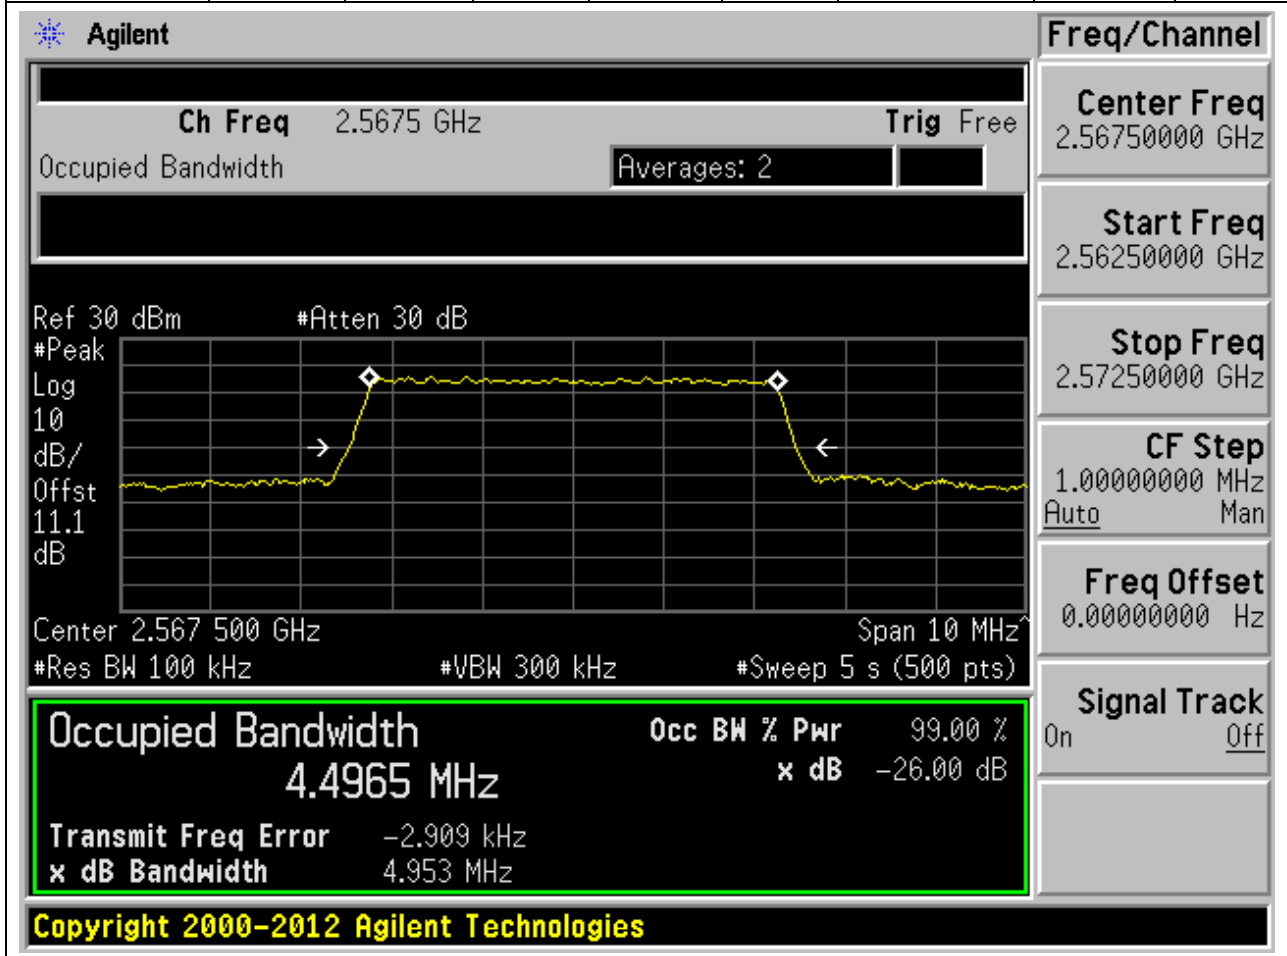 Agilent
Ch Freq 2.5675 GHz Trig Free
Occupied Bandwidth Averages: 2
Ref 30 dBm #Atten 30 dB
#Peak
Log
10
dB/
Offst
11.1
dB
Center 2.567 500 GHz Span 10 MHz^
#Res BW 100 kHz #VBW 300 kHz #Sweep 5 s (500 pts)
Occupied Bandwidth Occ BW % Pwr 99.00 %
4.4965 MHz x dB -26.00 dB
Transmit Freq Error -2.909 kHz
x dB Bandwidth 4.953 MHz
Copyright 2000-2012 Agilent Technologies
Freq/Channel
Center Freq
2.56750000 GHz
Start Freq
2.56250000 GHz
Stop Freq
2.57250000 GHz
CF Step
1.00000000 MHz
Auto Man
Freq Offset
0.00000000 Hz
Signal Track
On Off